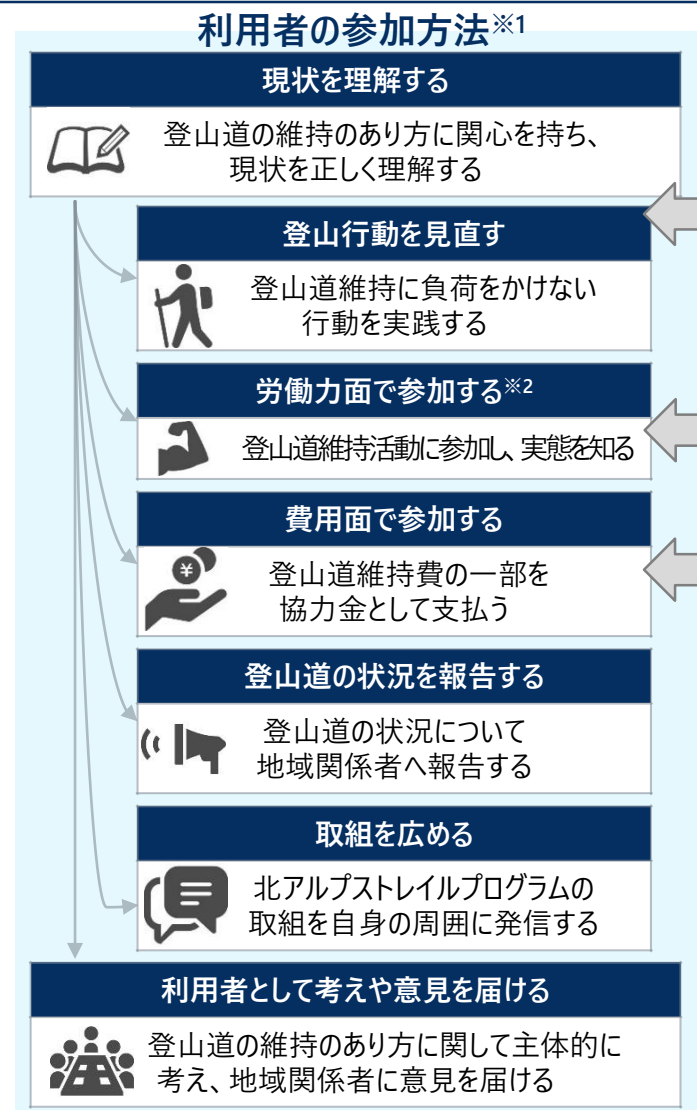 利用者の参加方法※1
現状を理解する
登山道の維持のあり方に関心を持ち、
現状を正しく理解する
登山行動を見直す
登山道維持に負荷をかけない
行動を実践する
労働力面で参加する※2
登山道維持活動に参加し、実態を知る
費用面で参加する
¥
登山道維持費の一部を
協力金として支払う
登山道の状況を報告する
登山道の状況について
地域関係者へ報告する
取組を広める
北アルプストレイルプログラムの
取組を自身の周囲に発信する
利用者として考えや意見を届ける
登山道の維持のあり方に関して主体的に
考え、地域関係者に意見を届ける